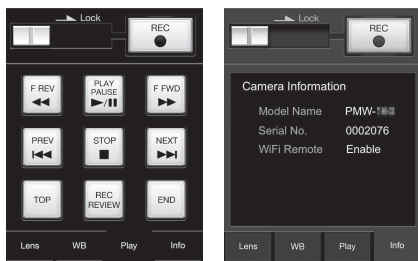 Lock
REC
F REV
PLAY
PAUSE
F FWD
PREV
STOP
NEXT
TOP
REC
REVIEW
END
Lens WB Play Info
Lock
REC
Camera Information
Model Name PMW-
Serial No. 0002076
WiFi Remote Enable
Lens WB Play Info